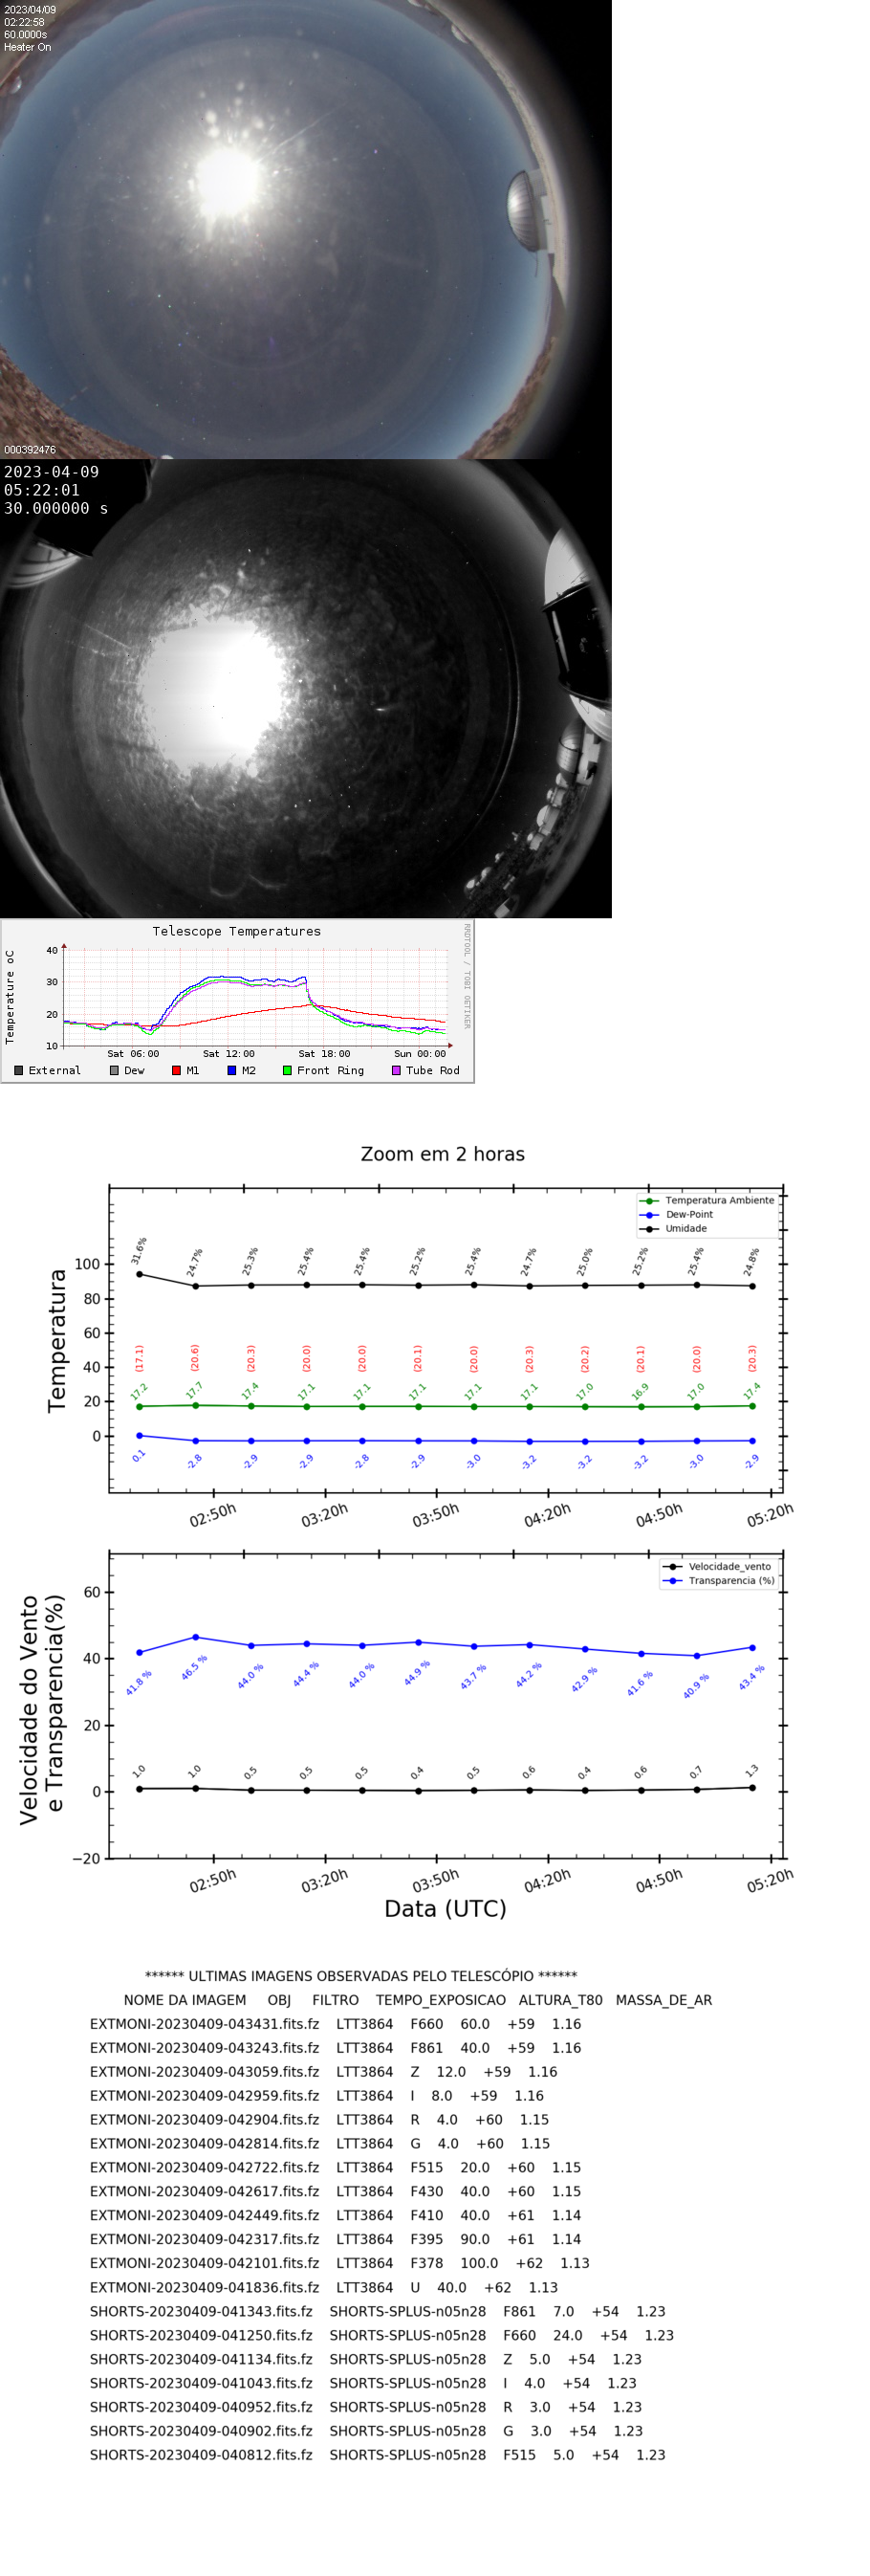 2023/04/09
02:22:58
60.0000s
Heater On
000392476
2023-04-09
05:22:01
30.000000 s
Telescope Temperatures
RRDTOOL / TOBI OETIKER
Temperature oC
40
30
20
10
Sat 06:00 Sat 12:00 Sat 18:00 Sun 00:00
External Dew M1 M2 Front Ring Tube Rod
Zoom em 2 horas
Temperatura Ambiente
Dew-Point
Umidade
Temperatura
100
80
60
40
20
0
31.6% 24.7% 25.3% 25.4% 25.4% 25.2% 25.4% 24.7% 25.0% 25.2% 25.4% 24.8%
(17.1) (20.6) (20.3) (20.0) (20.0) (20.1) (20.0) (20.3) (20.2) (20.1) (20.0) (20.3)
17.2 17.7 17.4 17.1 17.1 17.1 17.1 17.1 17.0 16.9 17.0 17.4
0.1 -2.8 -2.9 -2.9 -2.8 -2.9 -3.0 -3.2 -3.2 -3.2 -3.0 -2.9
02:50h 03:20h 03:50h 04:20h 04:50h 05:20h
Velocidade_vento
Transparencia (%)
Velocidade do Vento
e Transparencia(%)
60
40
20
0
−20
41.8 % 46.5 % 44.0 % 44.4 % 44.0 % 44.9 % 43.7 % 44.2 % 42.9 % 41.6 % 40.9 % 43.4 %
1.0 1.0 0.5 0.5 0.5 0.4 0.5 0.6 0.4 0.6 0.7 1.3
02:50h 03:20h 03:50h 04:20h 04:50h 05:20h
Data (UTC)
****** ULTIMAS IMAGENS OBSERVADAS PELO TELESCÓPIO ******
NOME DA IMAGEM OBJ FILTRO TEMPO_EXPOSICAO ALTURA_T80 MASSA_DE_AR
EXTMONI-20230409-043431.fits.fz LTT3864 F660 60.0 +59 1.16
EXTMONI-20230409-043243.fits.fz LTT3864 F861 40.0 +59 1.16
EXTMONI-20230409-043059.fits.fz LTT3864 Z 12.0 +59 1.16
EXTMONI-20230409-042959.fits.fz LTT3864 I 8.0 +59 1.16
EXTMONI-20230409-042904.fits.fz LTT3864 R 4.0 +60 1.15
EXTMONI-20230409-042814.fits.fz LTT3864 G 4.0 +60 1.15
EXTMONI-20230409-042722.fits.fz LTT3864 F515 20.0 +60 1.15
EXTMONI-20230409-042617.fits.fz LTT3864 F430 40.0 +60 1.15
EXTMONI-20230409-042449.fits.fz LTT3864 F410 40.0 +61 1.14
EXTMONI-20230409-042317.fits.fz LTT3864 F395 90.0 +61 1.14
EXTMONI-20230409-042101.fits.fz LTT3864 F378 100.0 +62 1.13
EXTMONI-20230409-041836.fits.fz LTT3864 U 40.0 +62 1.13
SHORTS-20230409-041343.fits.fz SHORTS-SPLUS-n05n28 F861 7.0 +54 1.23
SHORTS-20230409-041250.fits.fz SHORTS-SPLUS-n05n28 F660 24.0 +54 1.23
SHORTS-20230409-041134.fits.fz SHORTS-SPLUS-n05n28 Z 5.0 +54 1.23
SHORTS-20230409-041043.fits.fz SHORTS-SPLUS-n05n28 I 4.0 +54 1.23
SHORTS-20230409-040952.fits.fz SHORTS-SPLUS-n05n28 R 3.0 +54 1.23
SHORTS-20230409-040902.fits.fz SHORTS-SPLUS-n05n28 G 3.0 +54 1.23
SHORTS-20230409-040812.fits.fz SHORTS-SPLUS-n05n28 F515 5.0 +54 1.23